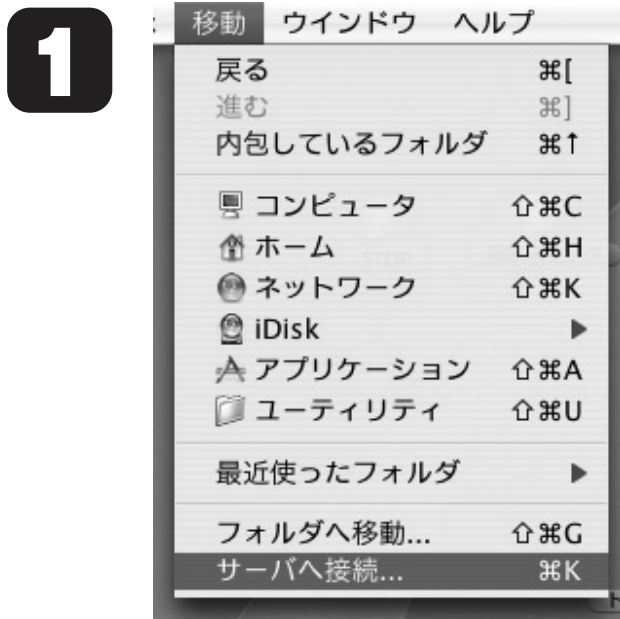 1
移動 ウインドウ ヘルプ
戻る ⌘[
進む ⌘]
内包しているフォルダ ⌘↑
コンピュータ ⇧⌘C
ホーム ⇧⌘H
ネットワーク ⇧⌘K
iDisk ▶
アプリケーション ⇧⌘A
ユーティリティ ⇧⌘U
最近使ったフォルダ ▶
フォルダへ移動... ⇧⌘G
サーバへ接続... ⌘K